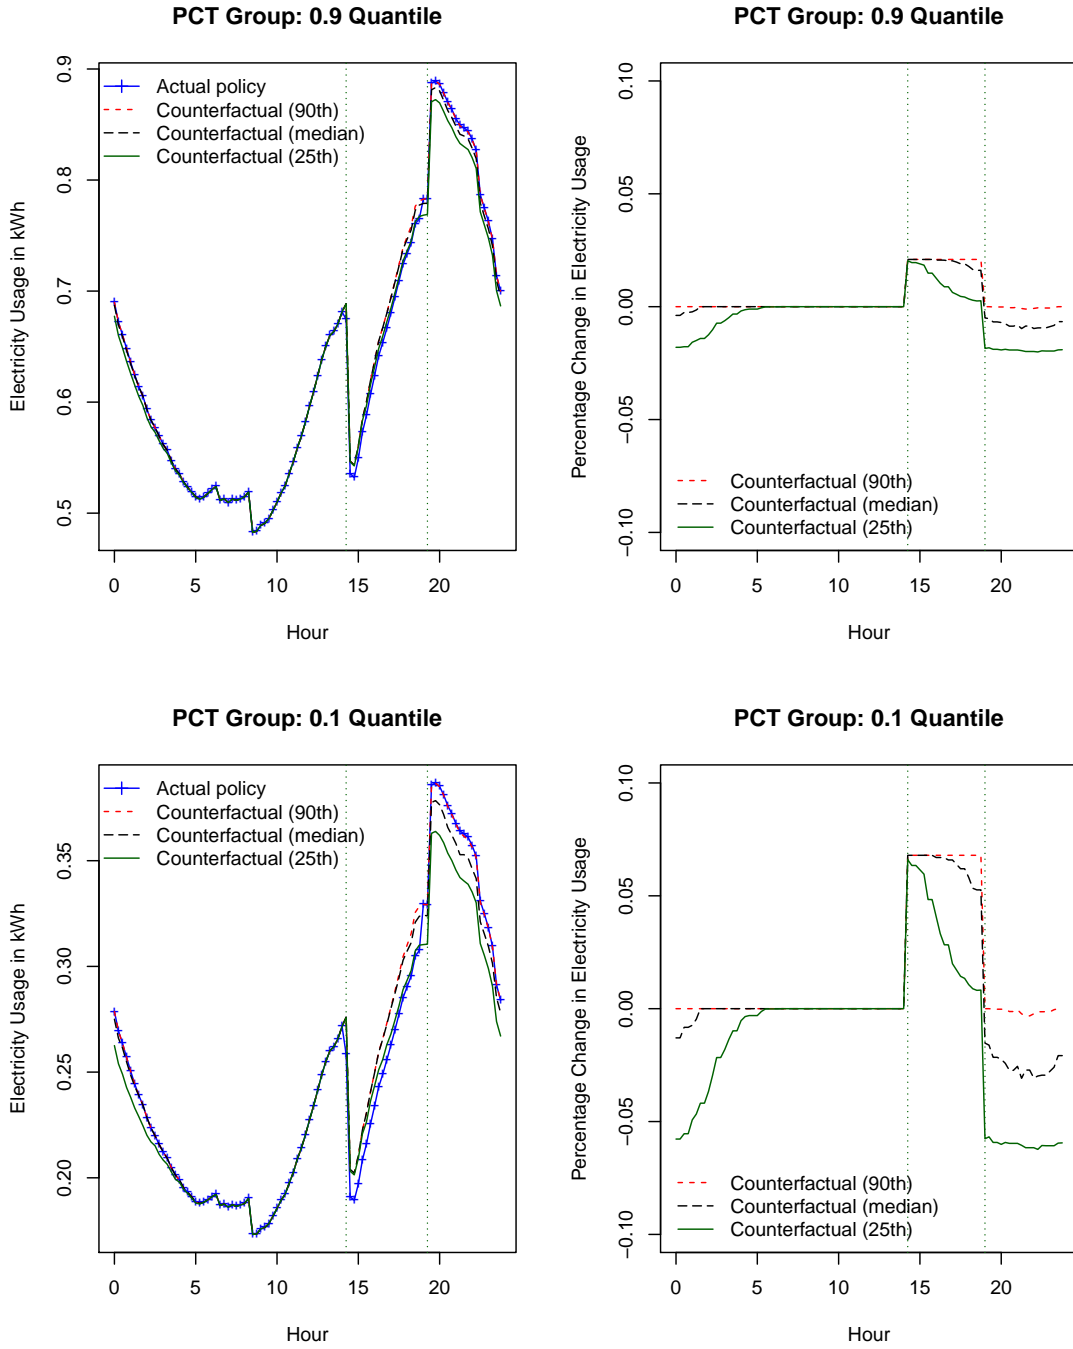 PCT Group: 0.9 Quantile
Electricity Usage in kWh
0.9
0.8
0.7
0.6
0.5
Actual policy
Counterfactual (90th)
Counterfactual (median)
Counterfactual (25th)
0 5 10 15 20
Hour
PCT Group: 0.9 Quantile
Percentage Change in Electricity Usage
0.10
0.05
0.00
−0.05
−0.10
Counterfactual (90th)
Counterfactual (median)
Counterfactual (25th)
0 5 10 15 20
Hour
PCT Group: 0.1 Quantile
Electricity Usage in kWh
0.35
0.30
0.25
0.20
Actual policy
Counterfactual (90th)
Counterfactual (median)
Counterfactual (25th)
0 5 10 15 20
Hour
PCT Group: 0.1 Quantile
Percentage Change in Electricity Usage
0.10
0.05
0.00
−0.05
−0.10
Counterfactual (90th)
Counterfactual (median)
Counterfactual (25th)
0 5 10 15 20
Hour